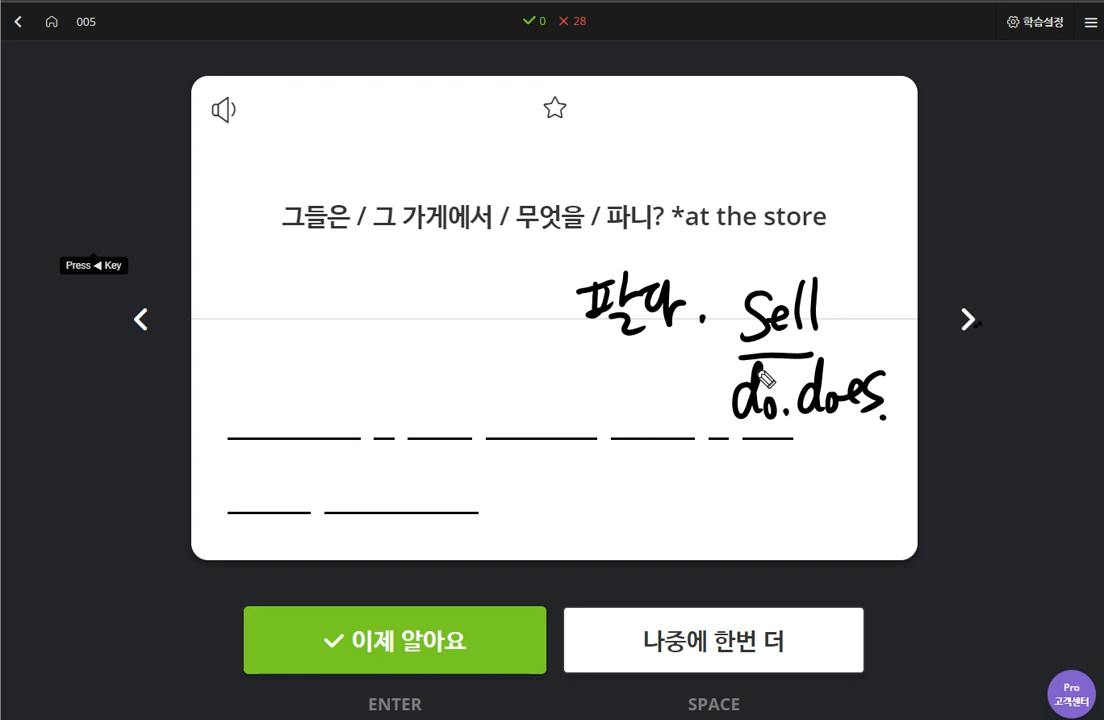 005
0
28
학습설정
그들은 / 그 가게에서 / 무엇을 / 파니? *at the store
Press ◀ Key
팔다. sell
do. does.
이제 알아요
나중에 한번 더
ENTER
SPACE
Pro
고객센터